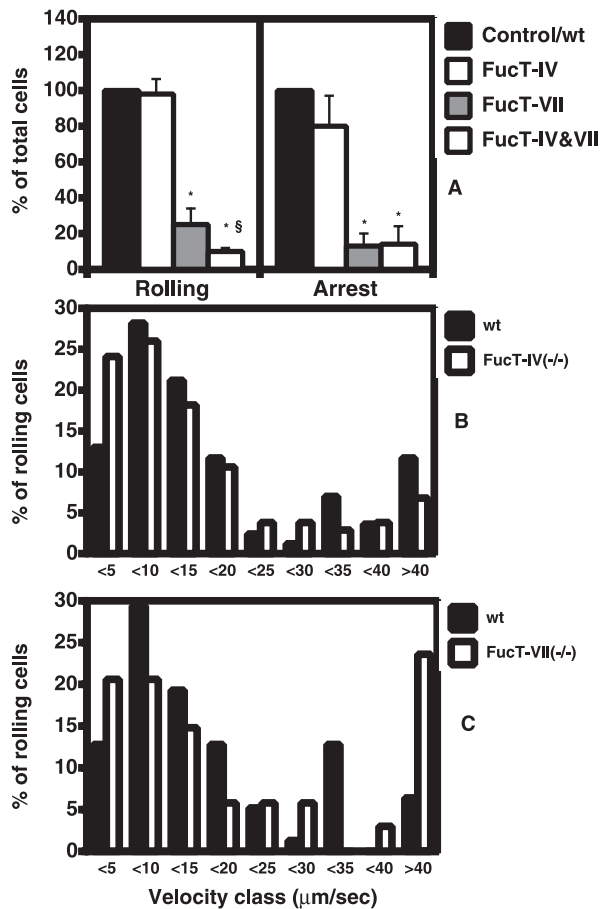 140
120
100
80
60
40
20
0
% of total cells
Rolling
Arrest
*
* §
*
*
Control/wt
FucT-IV
FucT-VII
FucT-IV&VII
A
30
25
20
15
10
5
0
% of rolling cells
<5 <10 <15 <20 <25 <30 <35 <40 >40
wt
FucT-IV(-/-)
B
30
25
20
15
10
5
0
% of rolling cells
<5 <10 <15 <20 <25 <30 <35 <40 >40
Velocity class (μm/sec)
wt
FucT-VII(-/-)
C